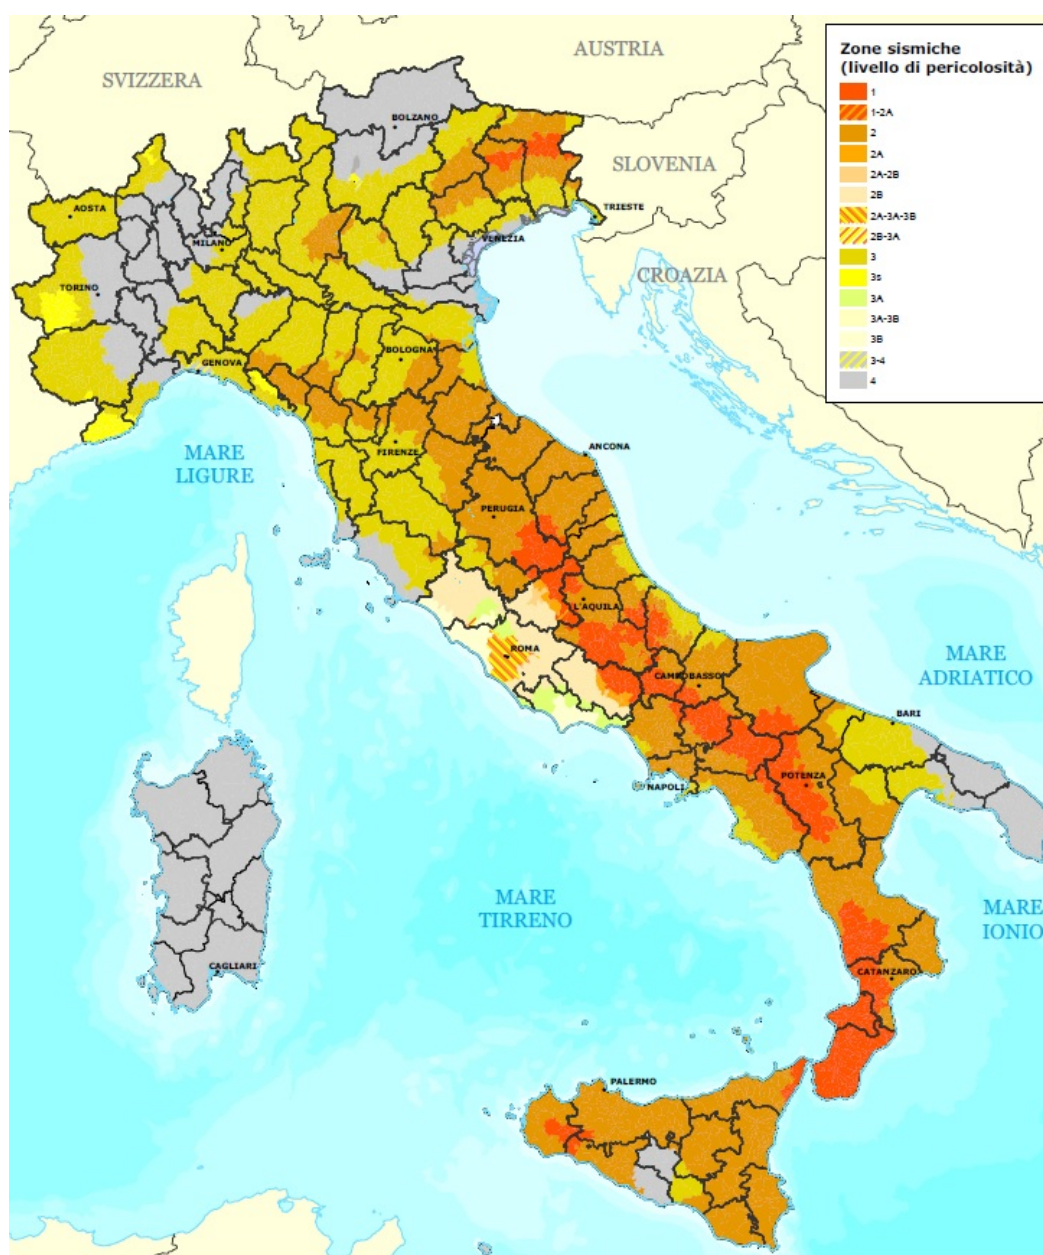 AUSTRIA
SVIZZERA
BOLZANO
SLOVENIA
AOSTA
TRIESTE
MILANO
VENEZIA
CROAZIA
TORINO
BOLOGNA
GENOVA
MARE
LIGURE
FIRENZE
ANCONA
PERUGIA
L'AQUILA
ROMA
MARE
ADRIATICO
CAMPOBASSO
BARI
POTENZA
NAPOLI
MARE
TIRRENO
MARE
IONIO
CAGLIARI
CATANZARO
PALERMO
Zone sismiche
(livello di pericolosità)
1
1-2A
2
2A
2A-2B
2B
2A-3A-3B
2B-3A
3
3s
3A
3A-3B
3B
3-4
4